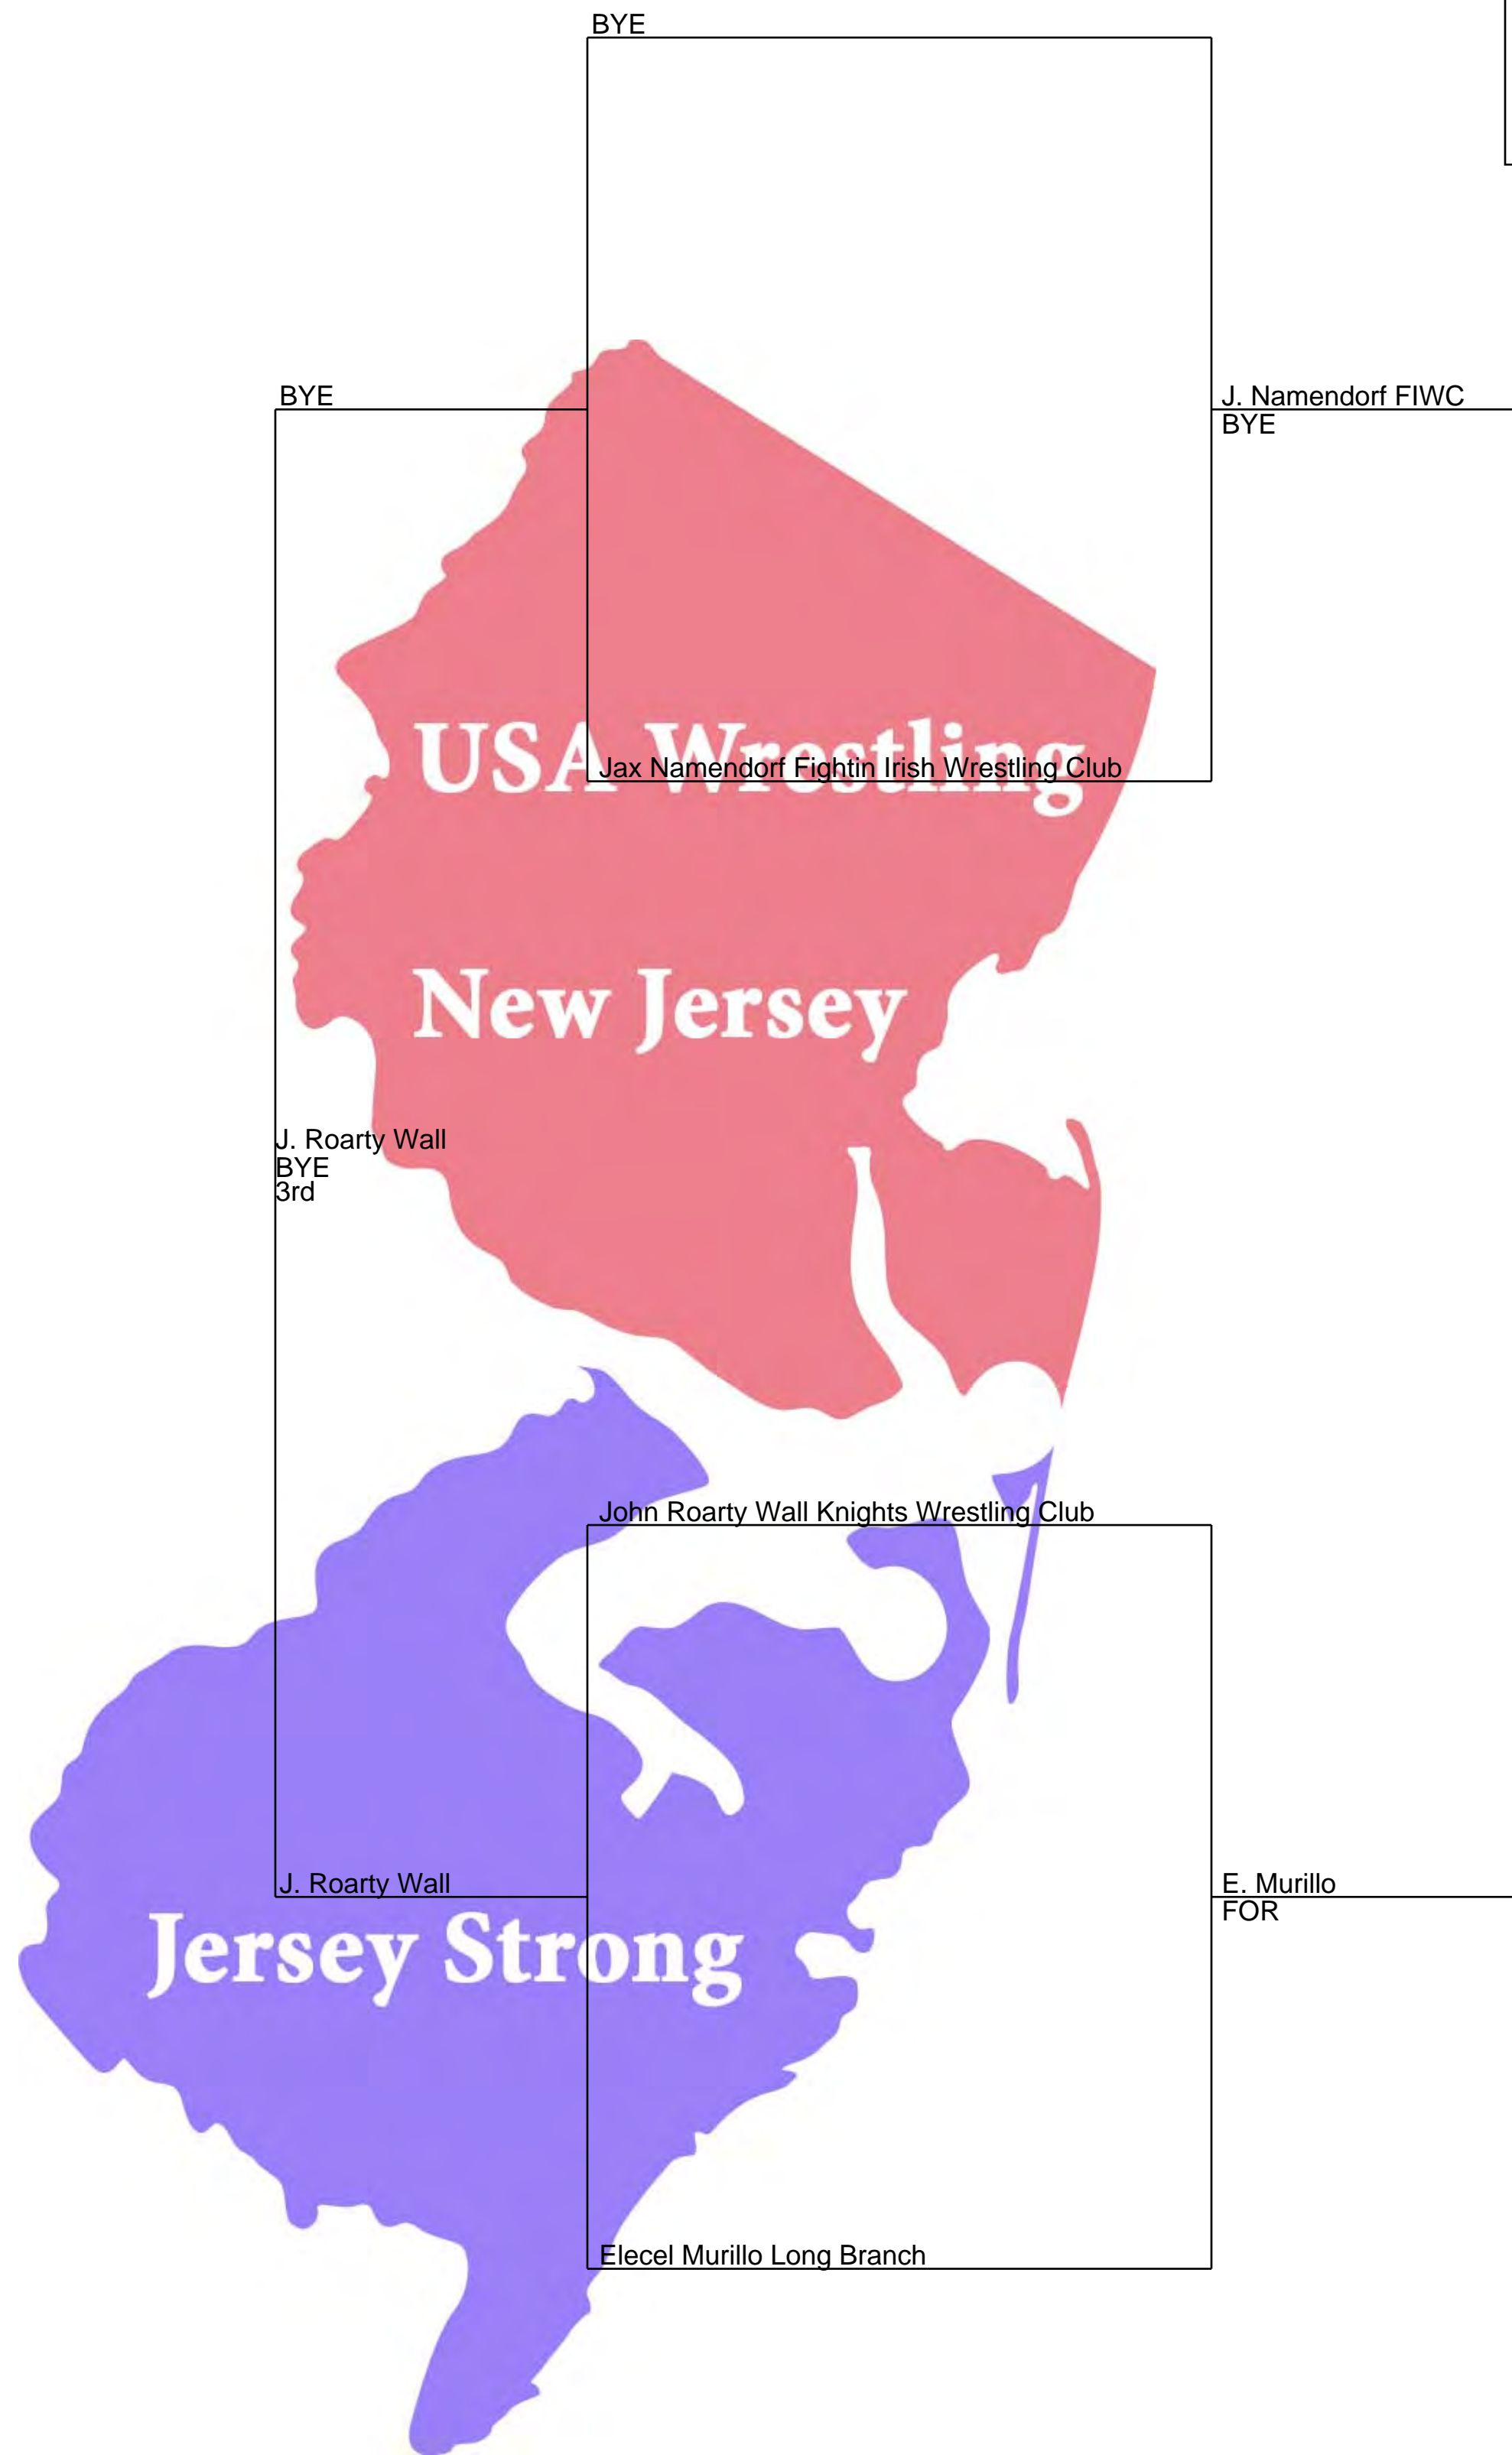 BYE
BYE
J. Namendorf FIWC
BYE
USA Wrestling
Jax Namendorf Fightin Irish Wrestling Club
New Jersey
J. Roarty Wall
BYE
3rd
John Roarty Wall Knights Wrestling Club
J. Roarty Wall
E. Murillo
FOR
Jersey Strong
Elecel Murillo Long Branch